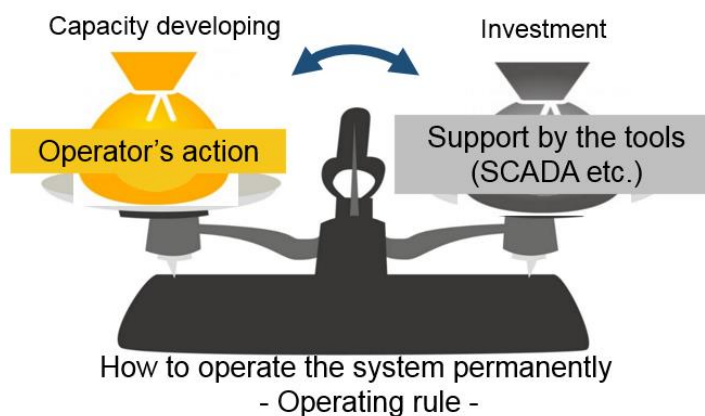 Capacity developing
Investment
Operator’s action
Support by the tools
(SCADA etc.)
How to operate the system permanently
- Operating rule -